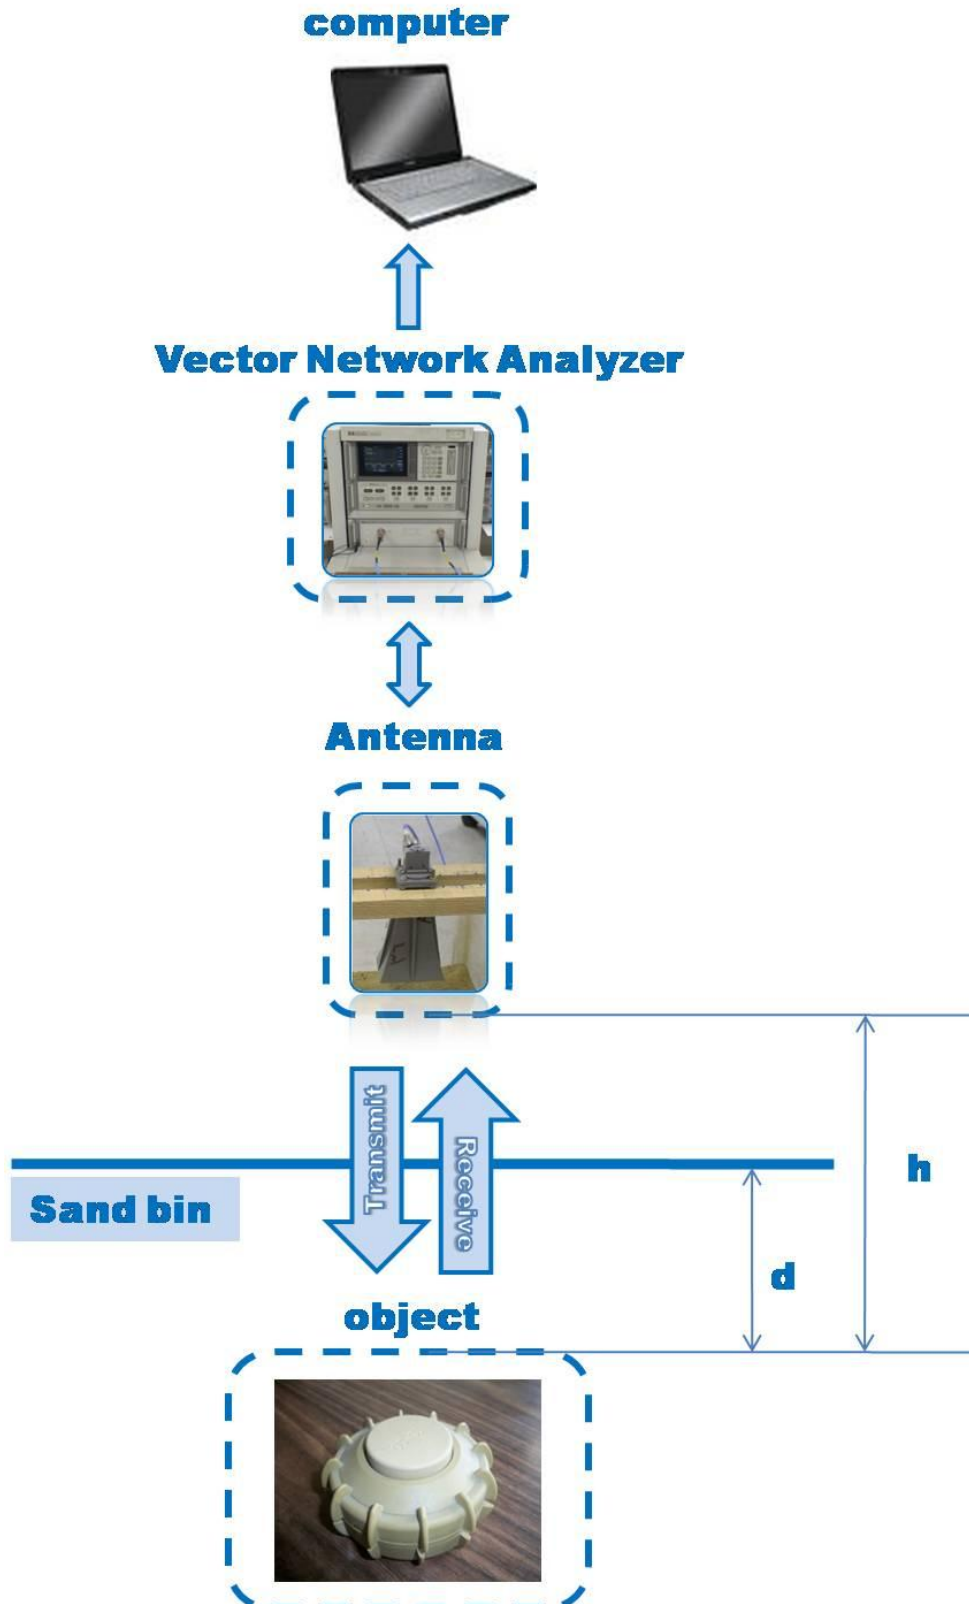 computer
Vector Network Analyzer
Antenna
Transmit
Receive
h
Sand bin
d
object